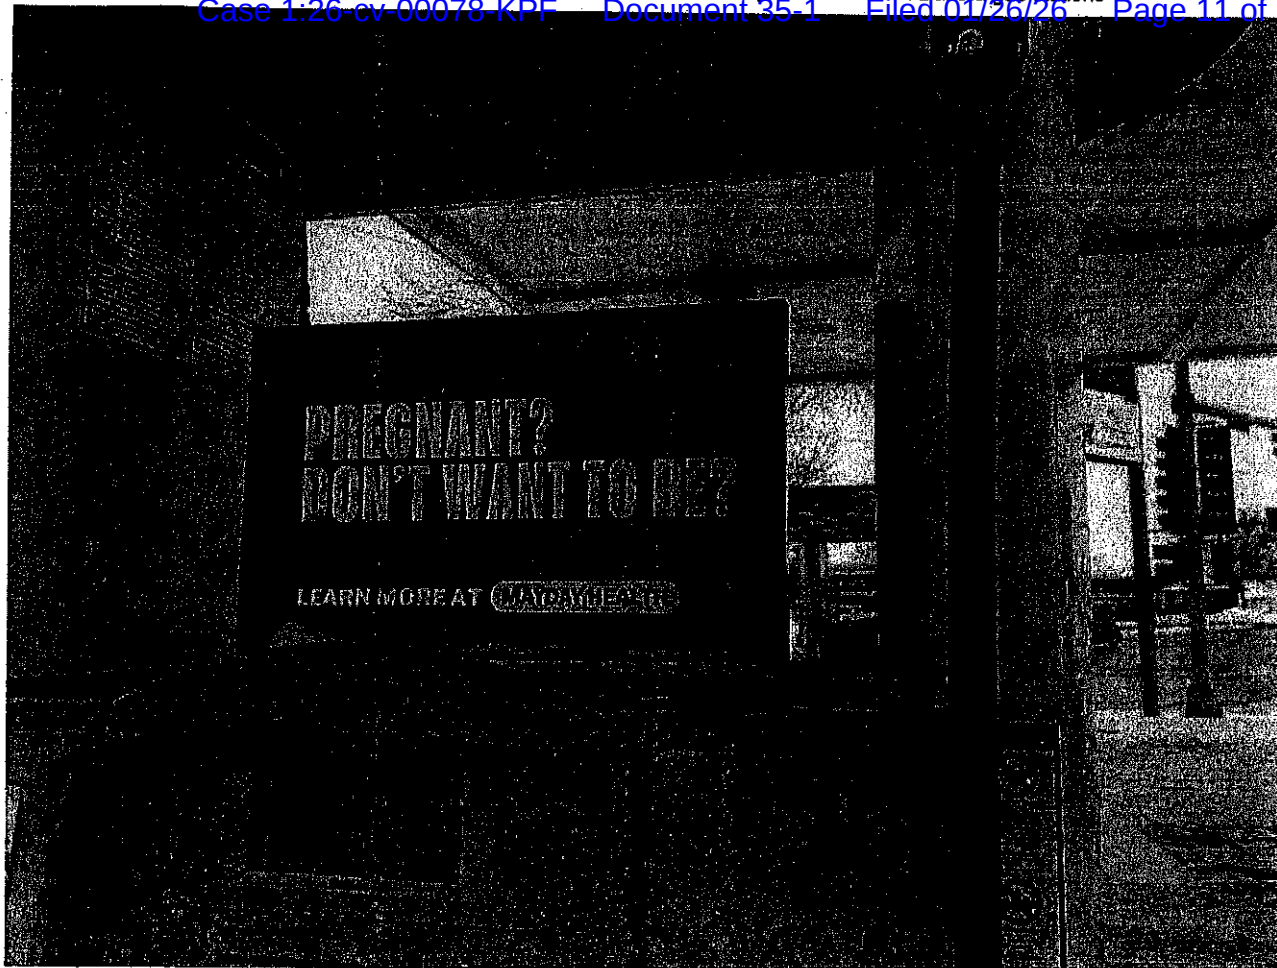 Case 1:26-cv-00078-KPF Document 35-1 Filed 01/26/26 Page 11 of
PREGNANT?
DON'T WANT TO BE?
LEARN MORE AT MAYDAYHEALTH